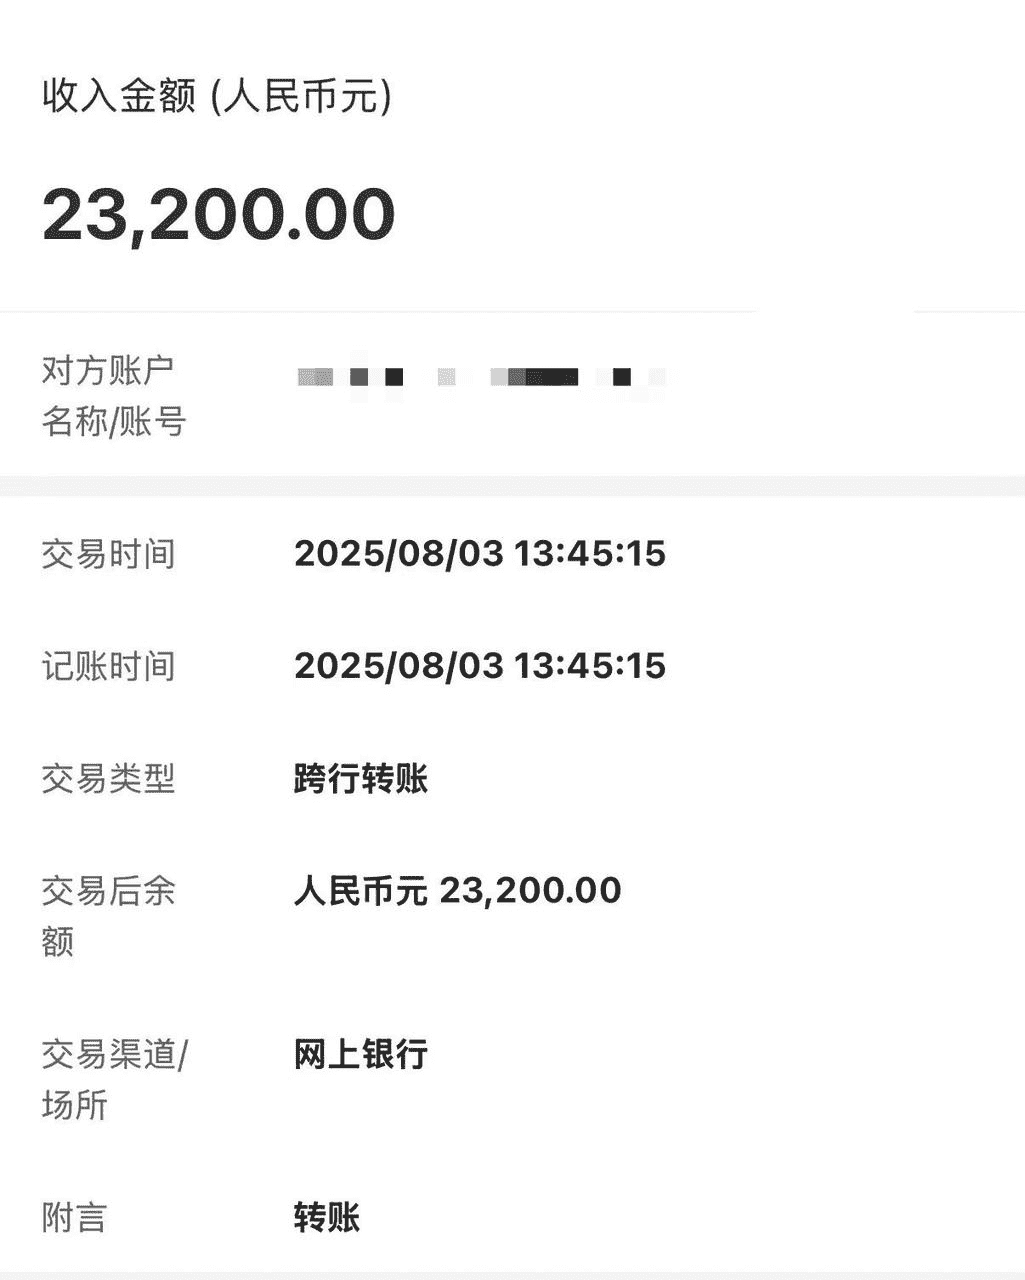 收入金额 (人民币元)
23,200.00
对方账户
名称/账号
交易时间 2025/08/03 13:45:15
记账时间 2025/08/03 13:45:15
交易类型 跨行转账
交易后余 人民币元 23,200.00
额
交易渠道/ 网上银行
场所
附言 转账